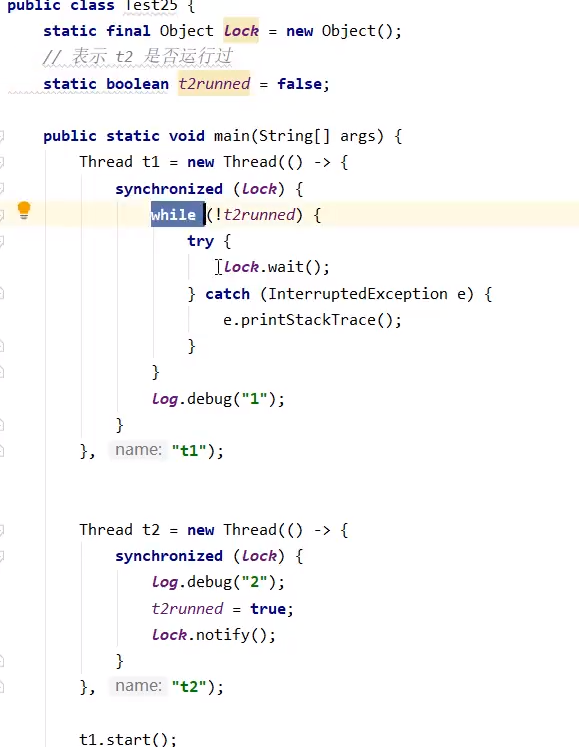 public class Test25 {
static final Object lock = new Object();
// 表示 t2 是否运行过
static boolean t2runned = false;
public static void main(String[] args) {
Thread t1 = new Thread(() -> {
synchronized (lock) {
while (!t2runned) {
try {
lock.wait();
} catch (InterruptedException e) {
e.printStackTrace();
}
}
log.debug("1");
}
}, name: "t1");
Thread t2 = new Thread(() -> {
synchronized (lock) {
log.debug("2");
t2runned = true;
lock.notify();
}
}, name: "t2");
t1.start();